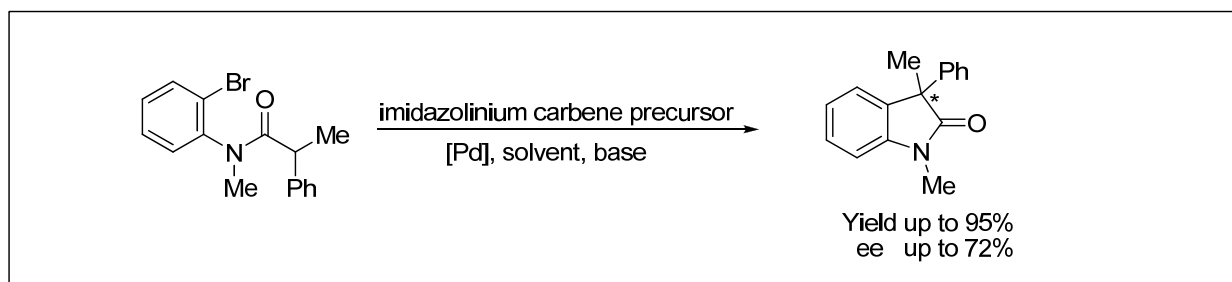 Br
O
Me
N
Me
Ph
imidazolinium carbene precursor
[Pd], solvent, base
Me
Ph
*
O
N
Me
Yield up to 95%
ee up to 72%